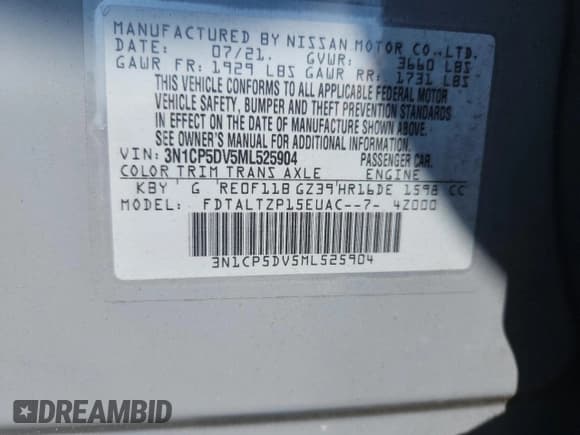 MANUFACTURED BY NISSAN MOTOR CO.,LTD.
DATE: 07/21. GVWR: 3660 LBS
GAWR FR: 1929 LBS GAWR RR: 1731 LBS
THIS VEHICLE CONFORMS TO ALL APPLICABLE FEDERAL MOTOR
VEHICLE SAFETY, BUMPER AND THEFT PREVENTION STANDARDS
IN EFFECT ON THE DATE OF MANUFACTURE SHOWN ABOVE.
SEE OWNER'S MANUAL FOR ADDITIONAL INFORMATION.
VIN: 3N1CP5DV5ML525904 PASSENGER CAR.
COLOR TRIM TRANS AXLE ENGINE
KBY G RE0F11B GZ39 HR16DE 1598 CC
MODEL: FDTALTZP15EUAC--7- 4Z000
3N1CP5DV5ML525904
DREAMBID